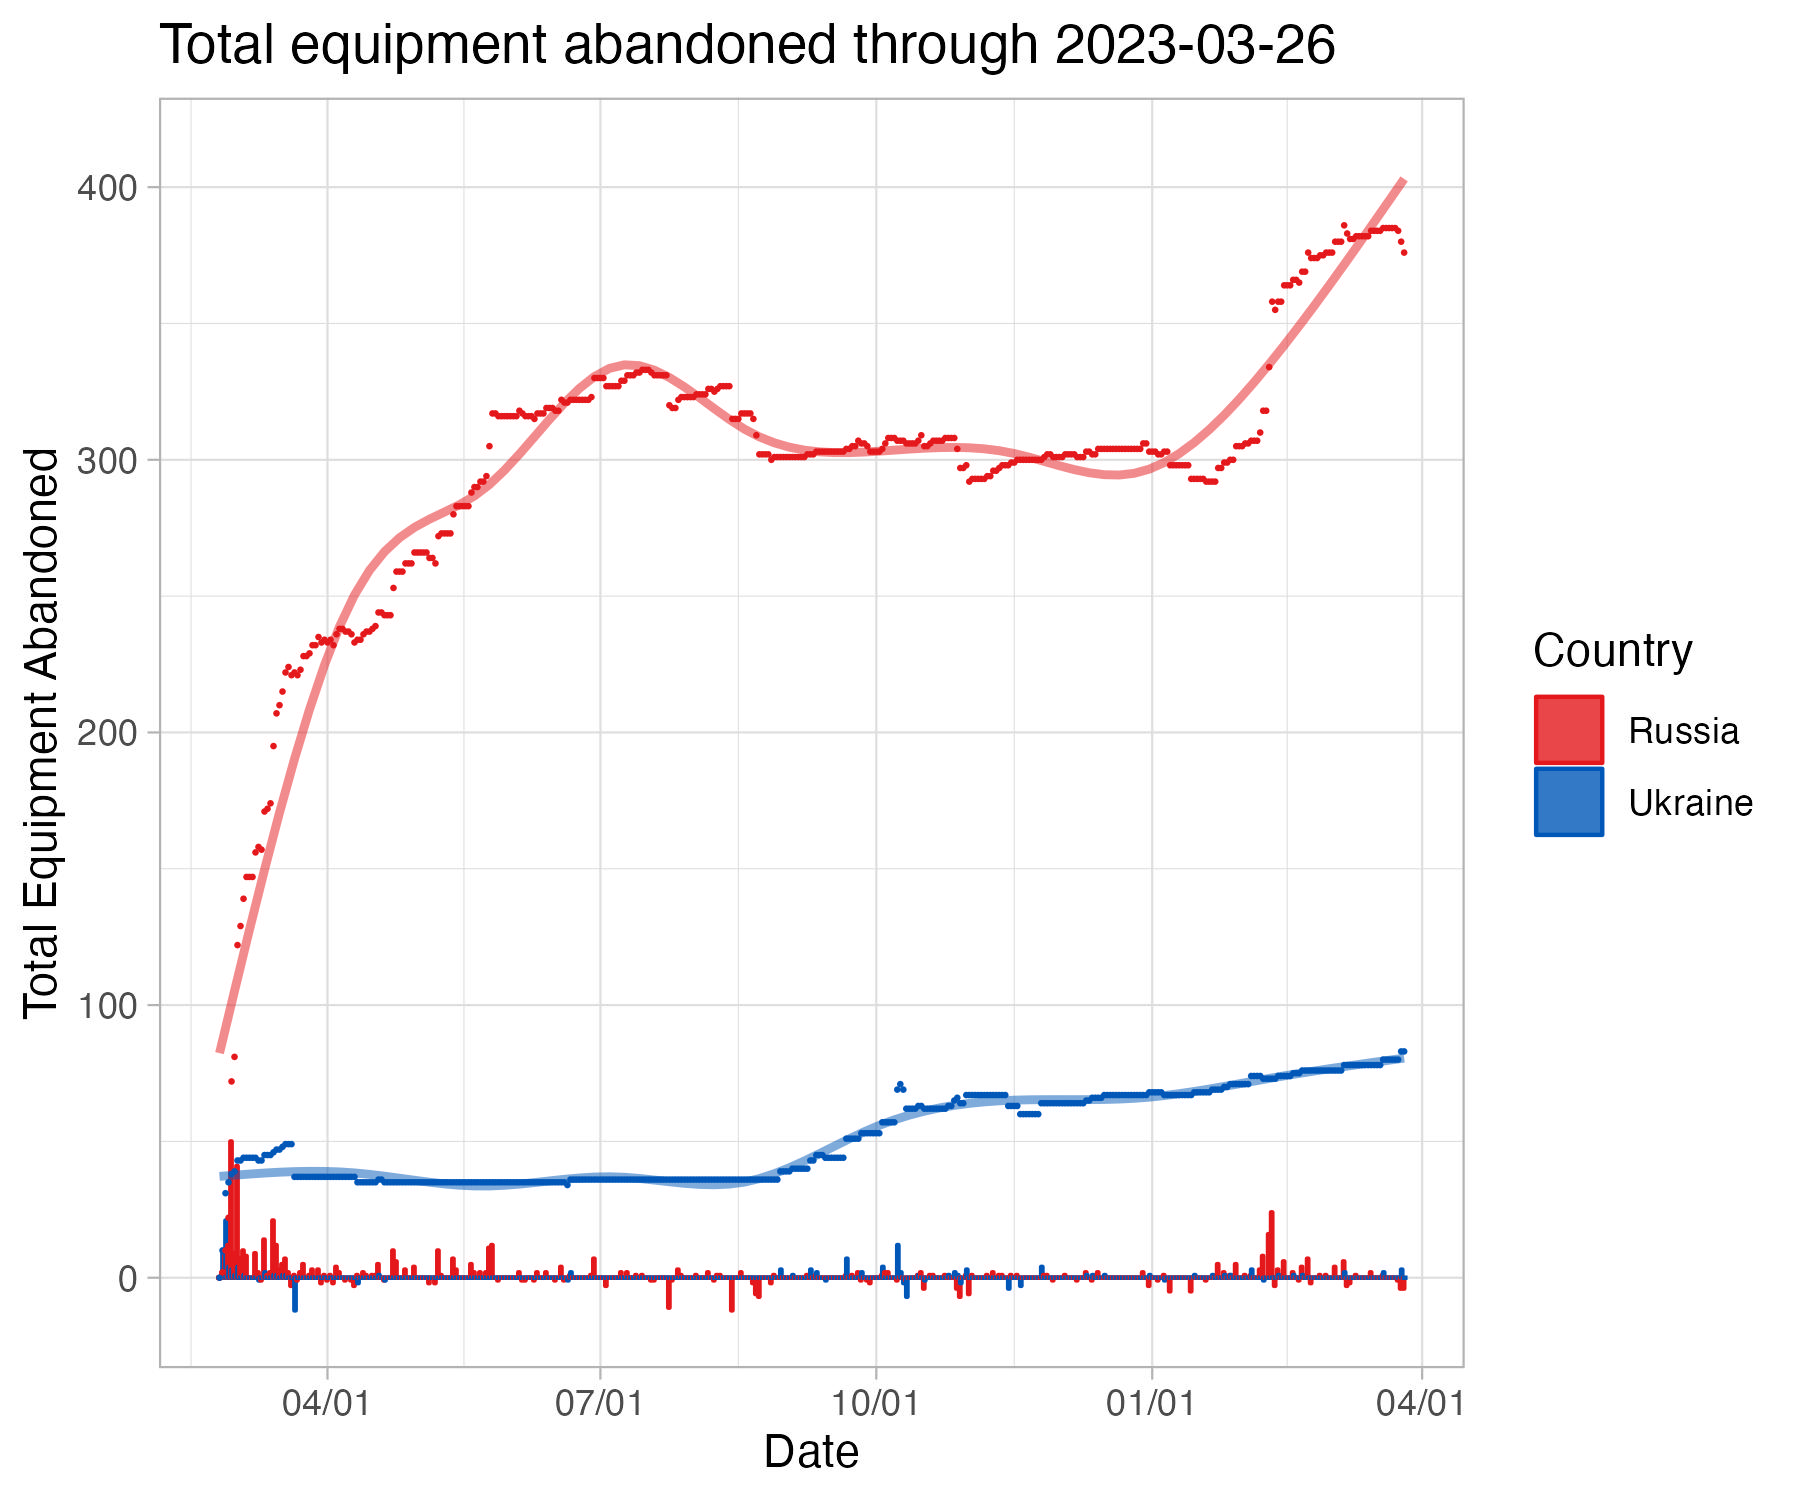 Total equipment abandoned through 2023-03-26
Total Equipment Abandoned
400
300
200
100
0
04/01
07/01
10/01
01/01
04/01
Date
Country
Russia
Ukraine